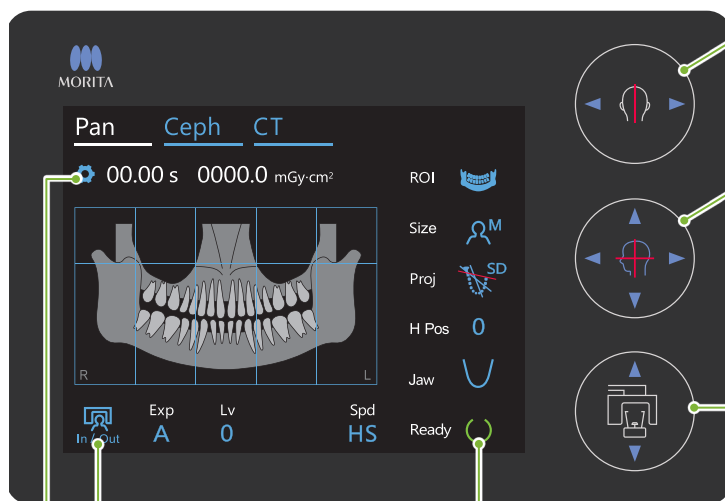 MORITA
Pan Ceph CT
00.00 s 0000.0 mGy·cm²
ROI
Size M
Proj SD
H Pos 0
Jaw
R L
In / Out
Exp Lv Spd
A 0 HS
Ready